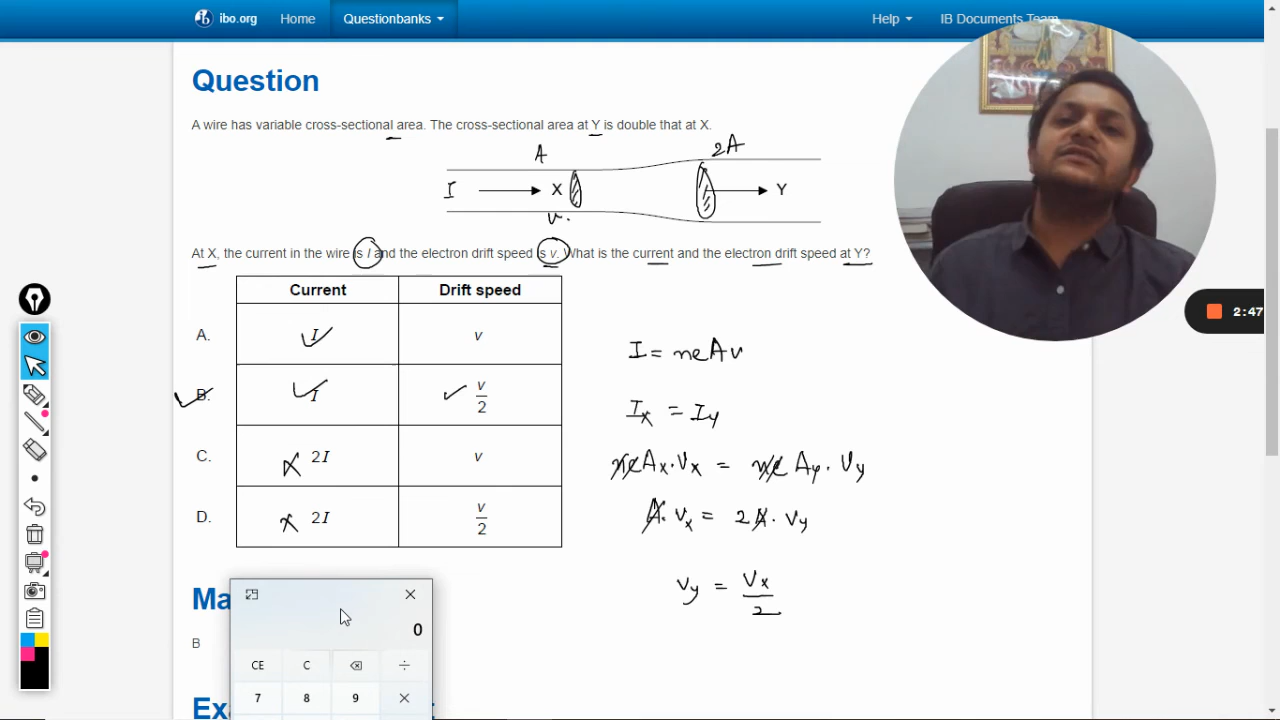 ibo.org Home Questionbanks Help IB Documents Team
Question
A wire has variable cross-sectional area. The cross-sectional area at Y is double that at X.
A 2A
I X Y
v.
At X, the current in the wire is I and the electron drift speed is v. What is the current and the electron drift speed at Y?
Current Drift speed
A. I v
B. I v/2
C. 2I v
D. 2I v/2
I = neAv
Ix = Iy
neAx.Vx = ne Ay.Vy
A.vx = 2A.vy
vy = vx/2
2:47
Ma
B
Ex
0
CE C ⌫ ÷
7 8 9 ×